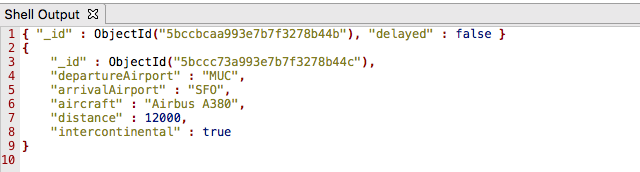 Shell Output
1 { "_id" : ObjectId("5bccbcaa993e7b7f3278b44b"), "delayed" : false }
2 {
3     "_id" : ObjectId("5bccc73a993e7b7f3278b44c"),
4     "departureAirport" : "MUC",
5     "arrivalAirport" : "SFO",
6     "aircraft" : "Airbus A380",
7     "distance" : 12000,
8     "intercontinental" : true
9 }
10